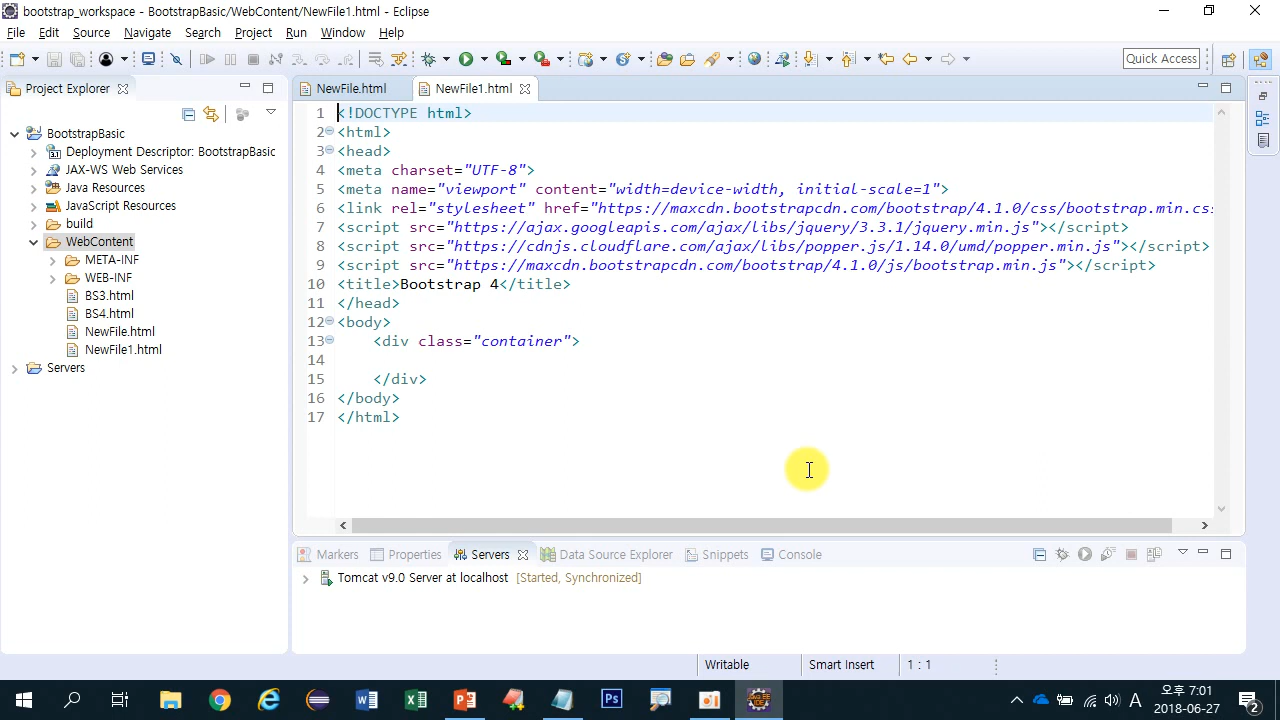 bootstrap_workspace - BootstrapBasic/WebContent/NewFile1.html - Eclipse
File Edit Source Navigate Search Project Run Window Help
Quick Access
Project Explorer
BootstrapBasic
Deployment Descriptor: BootstrapBasic
JAX-WS Web Services
Java Resources
JavaScript Resources
build
WebContent
META-INF
WEB-INF
BS3.html
BS4.html
NewFile.html
NewFile1.html
Servers
NewFile.html NewFile1.html
1 <!DOCTYPE html>
2 <html>
3 <head>
4 <meta charset="UTF-8">
5 <meta name="viewport" content="width=device-width, initial-scale=1">
6 <link rel="stylesheet" href="https://maxcdn.bootstrapcdn.com/bootstrap/4.1.0/css/bootstrap.min.css
7 <script src="https://ajax.googleapis.com/ajax/libs/jquery/3.3.1/jquery.min.js"></script>
8 <script src="https://cdnjs.cloudflare.com/ajax/libs/popper.js/1.14.0/umd/popper.min.js"></script>
9 <script src="https://maxcdn.bootstrapcdn.com/bootstrap/4.1.0/js/bootstrap.min.js"></script>
10 <title>Bootstrap 4</title>
11 </head>
12 <body>
13 <div class="container">
14
15 </div>
16 </body>
17 </html>
Markers Properties Servers Data Source Explorer Snippets Console
Tomcat v9.0 Server at localhost [Started, Synchronized]
Writable Smart Insert 1 : 1
A 오후 7:01
2018-06-27
2